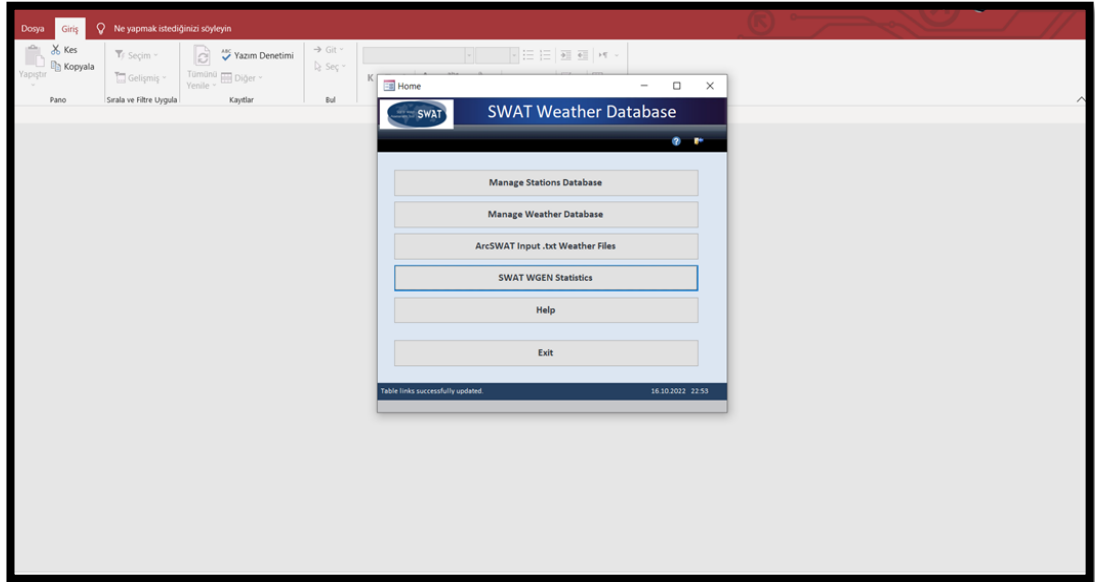 Dosya Giriş Ne yapmak istediğinizi söyleyin
Yapıştır
Kes
Kopyala
Pano
Seçim
Gelişmiş
Sırala ve Filtre Uygula
Tümünü
Yenile
Yazım Denetimi
Diğer
Kayıtlar
Git
Seç
Bul
K
Home
SWAT
SWAT Weather Database
Manage Stations Database
Manage Weather Database
ArcSWAT Input .txt Weather Files
SWAT WGEN Statistics
Help
Exit
Table links successfully updated. 16.10.2022 22:53